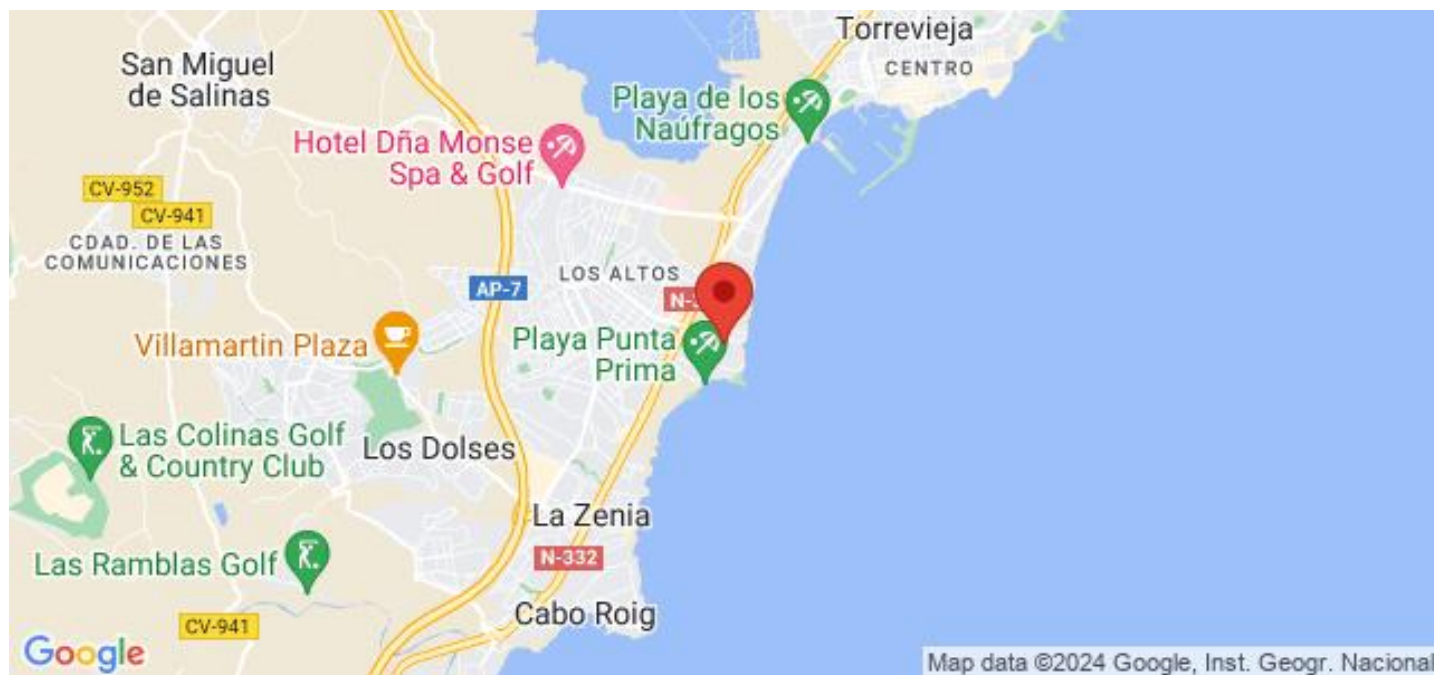 Torrevieja
CENTRO
San Miguel
de Salinas
Playa de los
Naúfragos
Hotel Dña Monse
Spa & Golf
CV-952
CV-941
CDAD. DE LAS
COMUNICACIONES
LOS ALTOS
AP-7
Villamartin Plaza
Playa Punta
Prima
Las Colinas Golf
& Country Club
Los Dolses
La Zenia
N-332
Las Ramblas Golf
Cabo Roig
CV-941
Google
Map data ©2024 Google, Inst. Geogr. Nacional